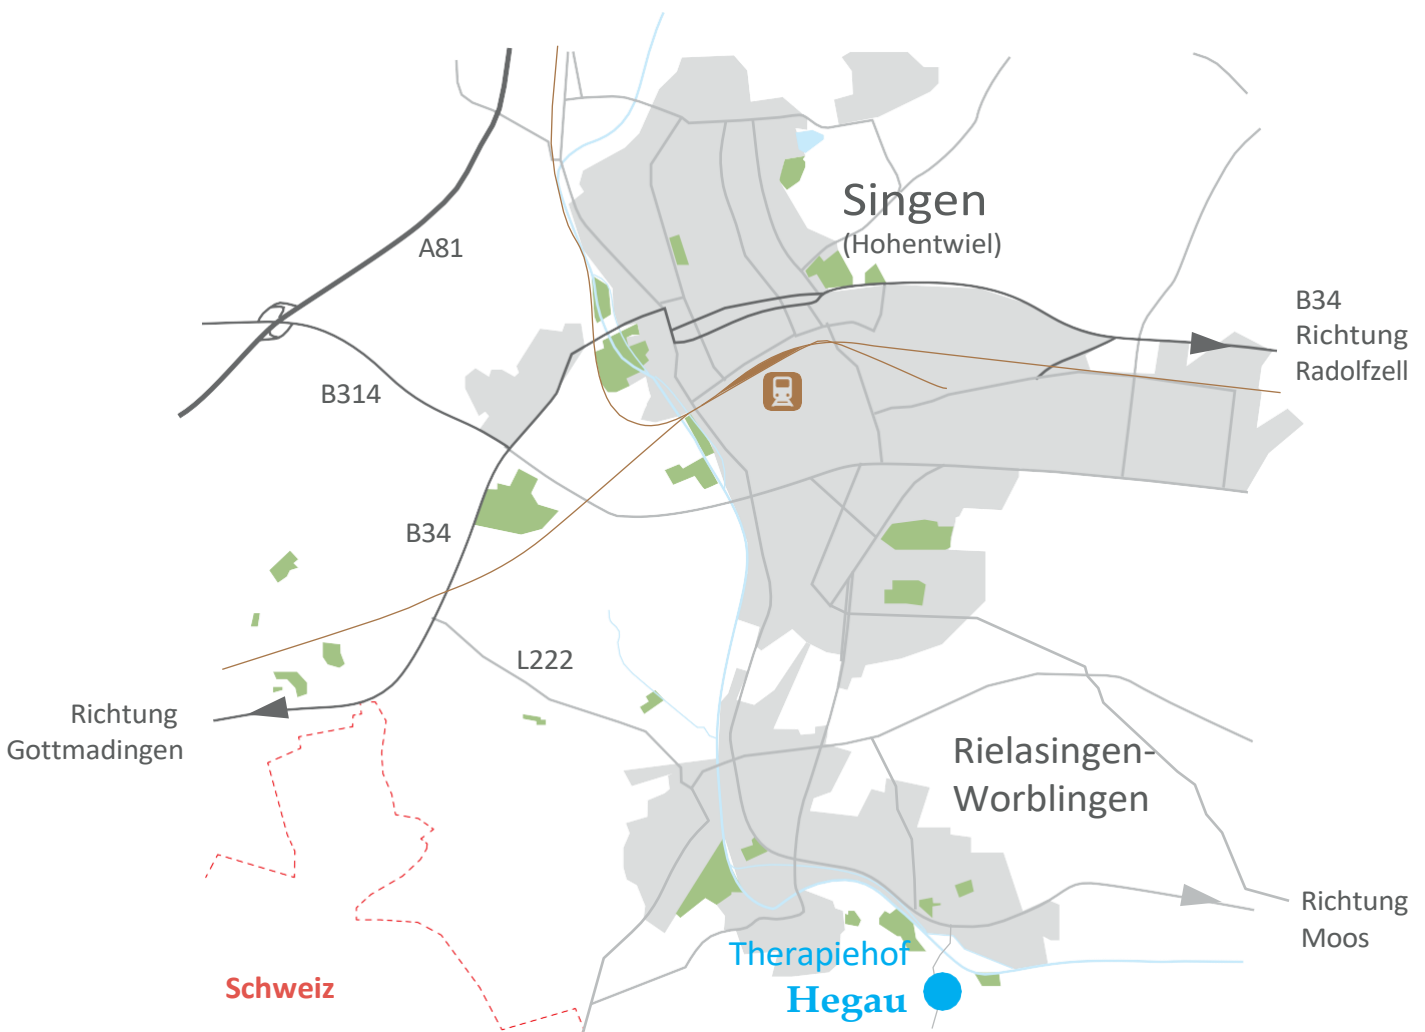 Singen
(Hohentwiel)
A81
B34
Richtung
Radolfzell
B314
B34
L222
Richtung
Gottmadingen
Rielasingen-
Worblingen
Richtung
Moos
Therapiehof
Hegau
Schweiz